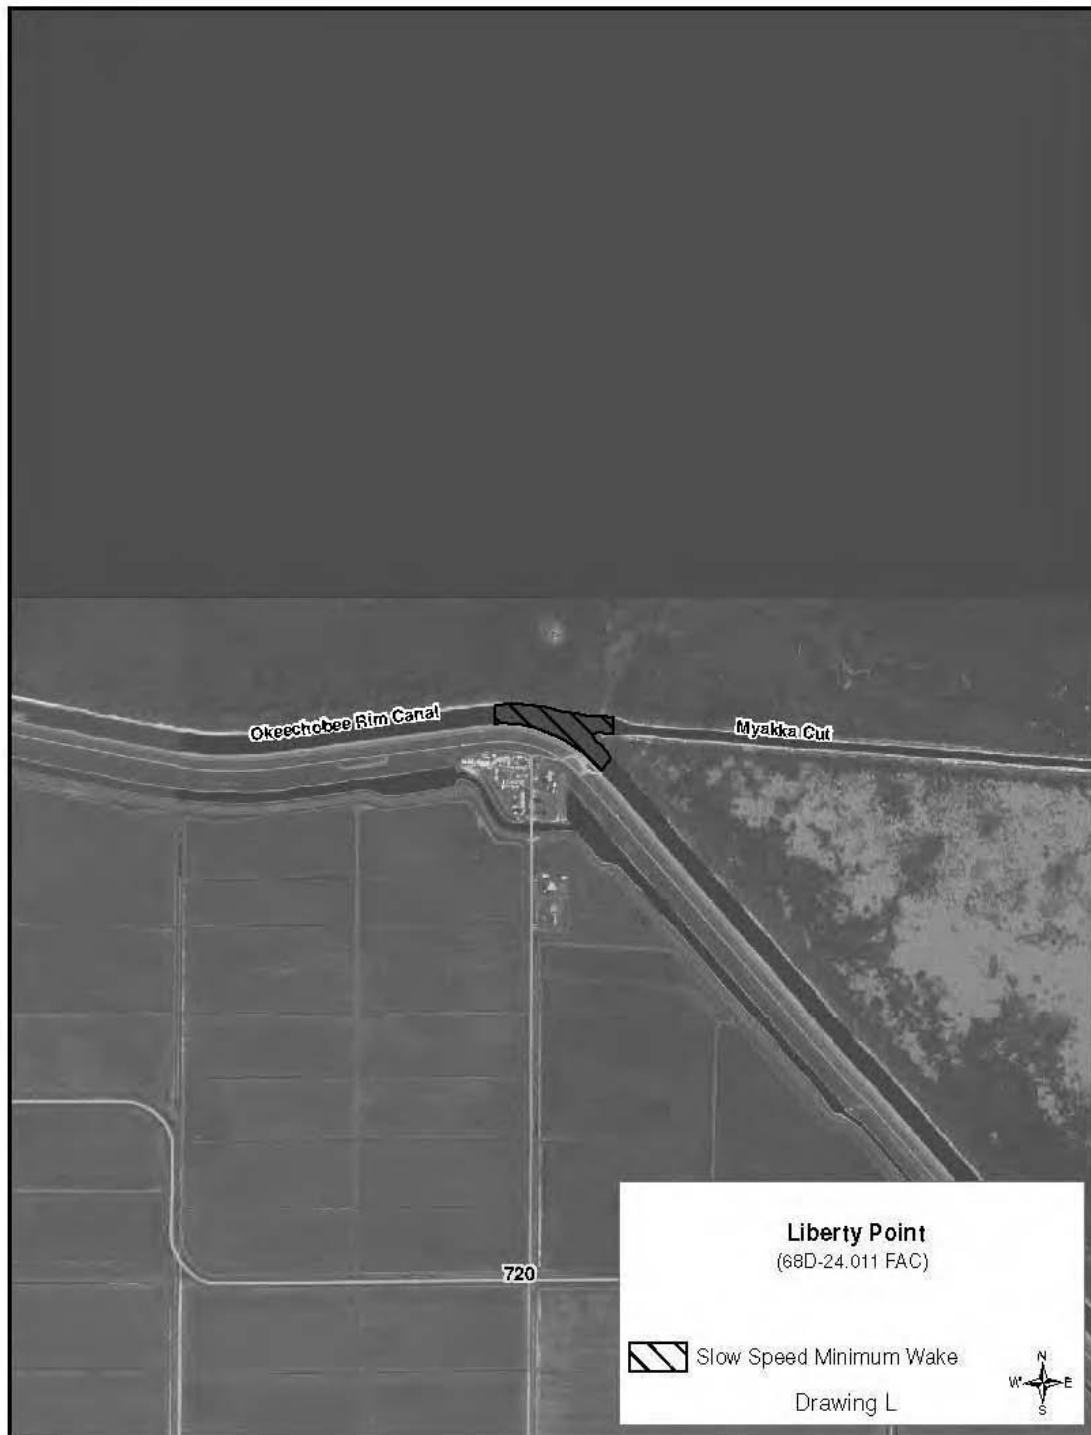 Okeechobee Rim Canal
Myakka Cut
720
Liberty Point
(68D-24.011 FAC)
Slow Speed Minimum Wake
Drawing L
N
W E
S